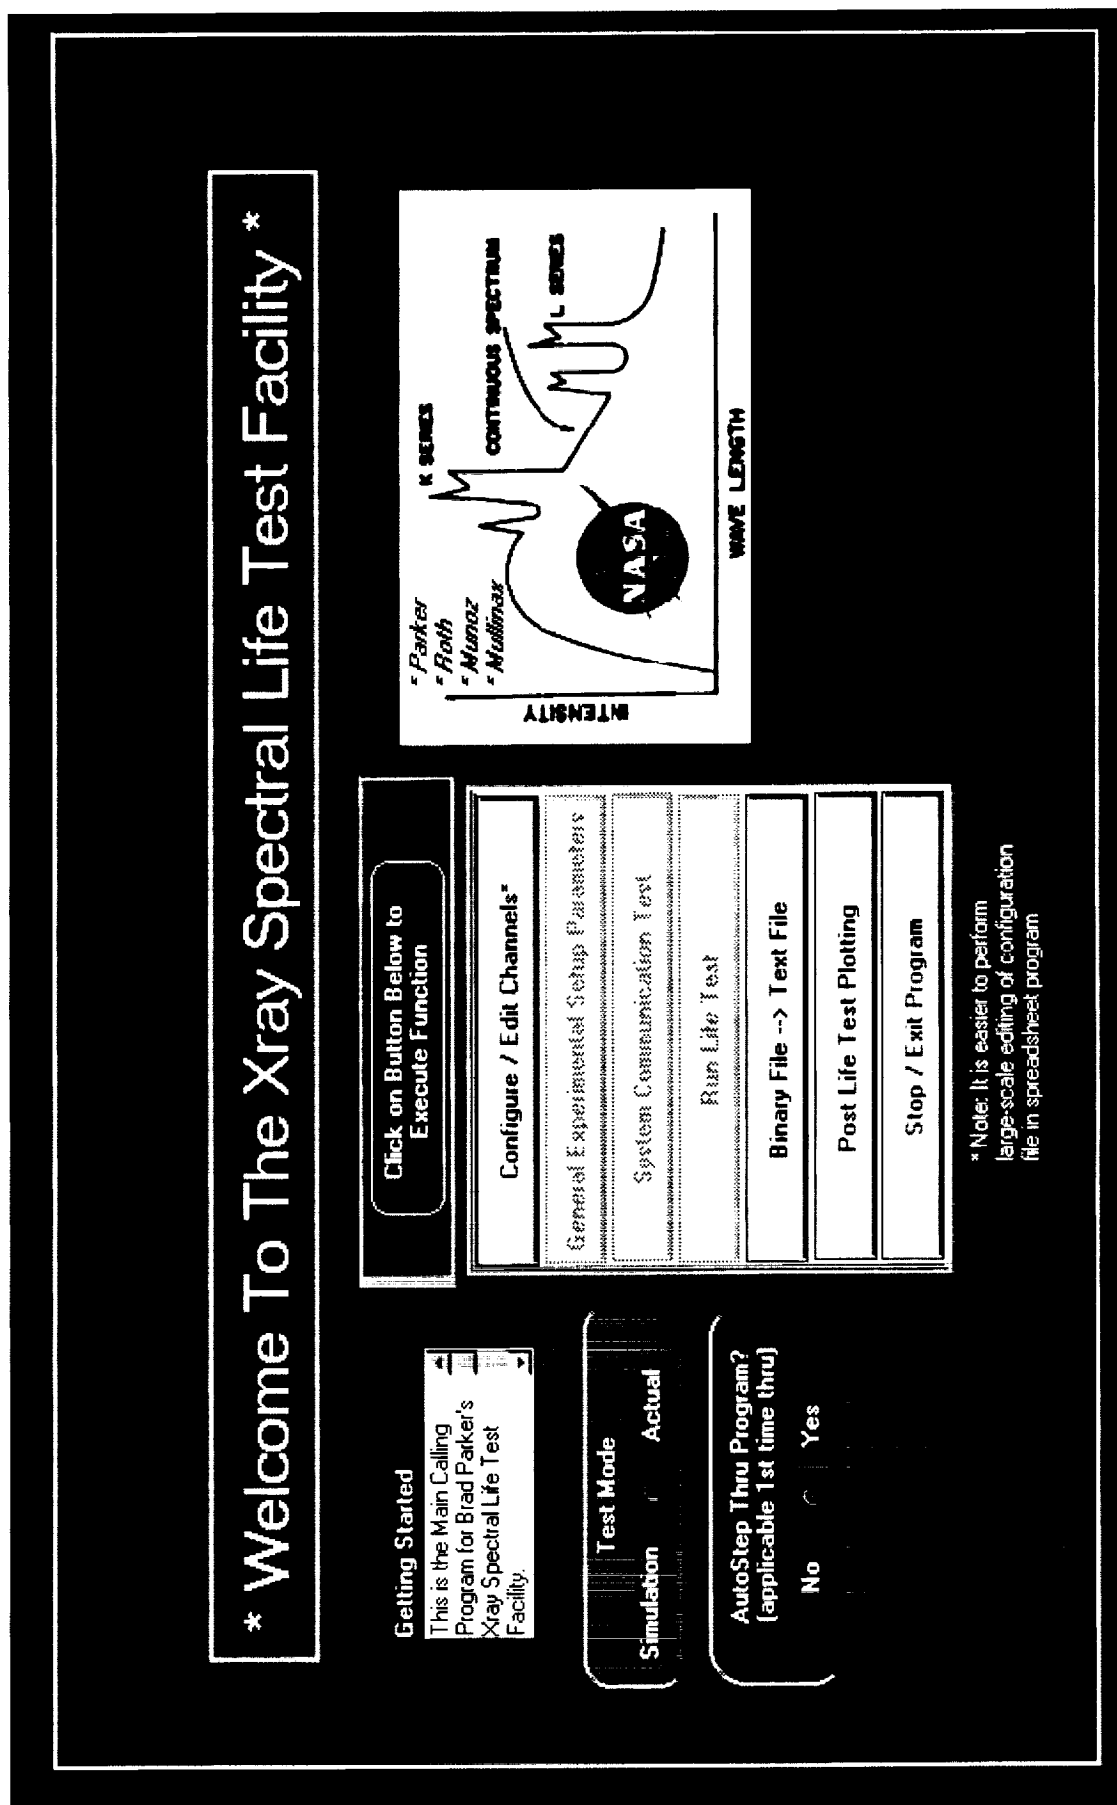 * Welcome To The Xray Spectral Life Test Facility *
Getting Started
This is the Main Calling
Program for Brad Parker's
Xray Spectral Life Test
Facility.
Test Mode
Simulation
Actual
AutoStep Thru Program?
(applicable 1st time thru)
No
Yes
Click on Button Below to
Execute Function
Configure / Edit Channels*
General Experimental Setup Parameters
System Communication Test
Run Life Test
Binary File --> Text File
Post Life Test Plotting
Stop / Exit Program
* Note: It is easier to perform
large-scale editing of configuration
file in spreadsheet program
* Parker
* Roth
* Munoz
* Mullinax
K SERIES
CONTINUOUS SPECTRUM
L SERIES
INTENSITY
NASA
WAVE LENGTH